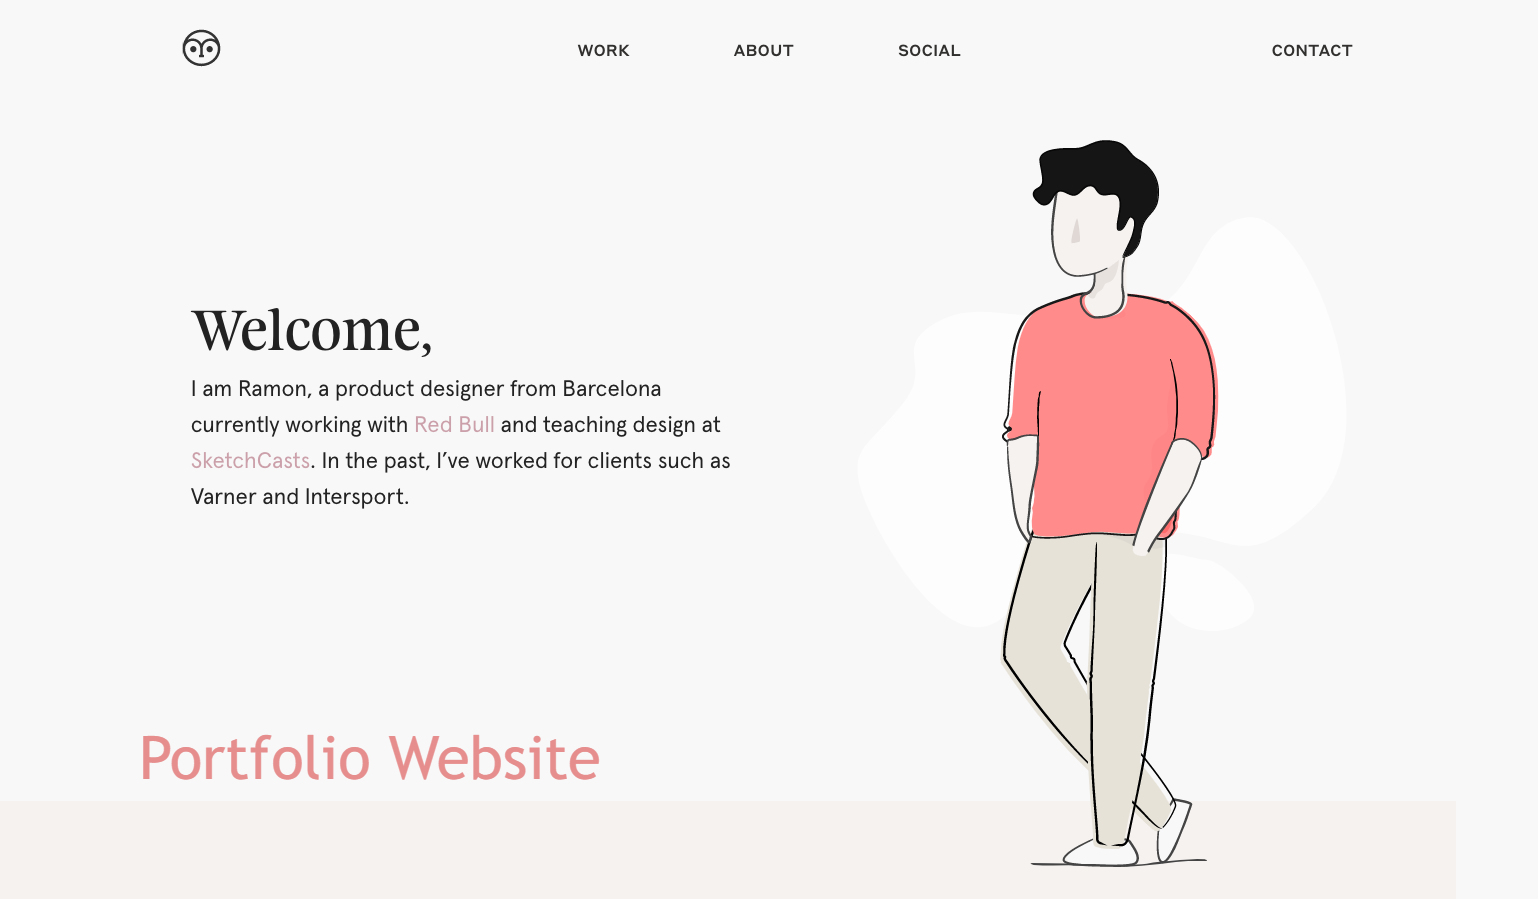 WORK
ABOUT
SOCIAL
CONTACT
Welcome,
I am Ramon, a product designer from Barcelona
currently working with Red Bull and teaching design at
SketchCasts. In the past, I’ve worked for clients such as
Varner and Intersport.
Portfolio Website